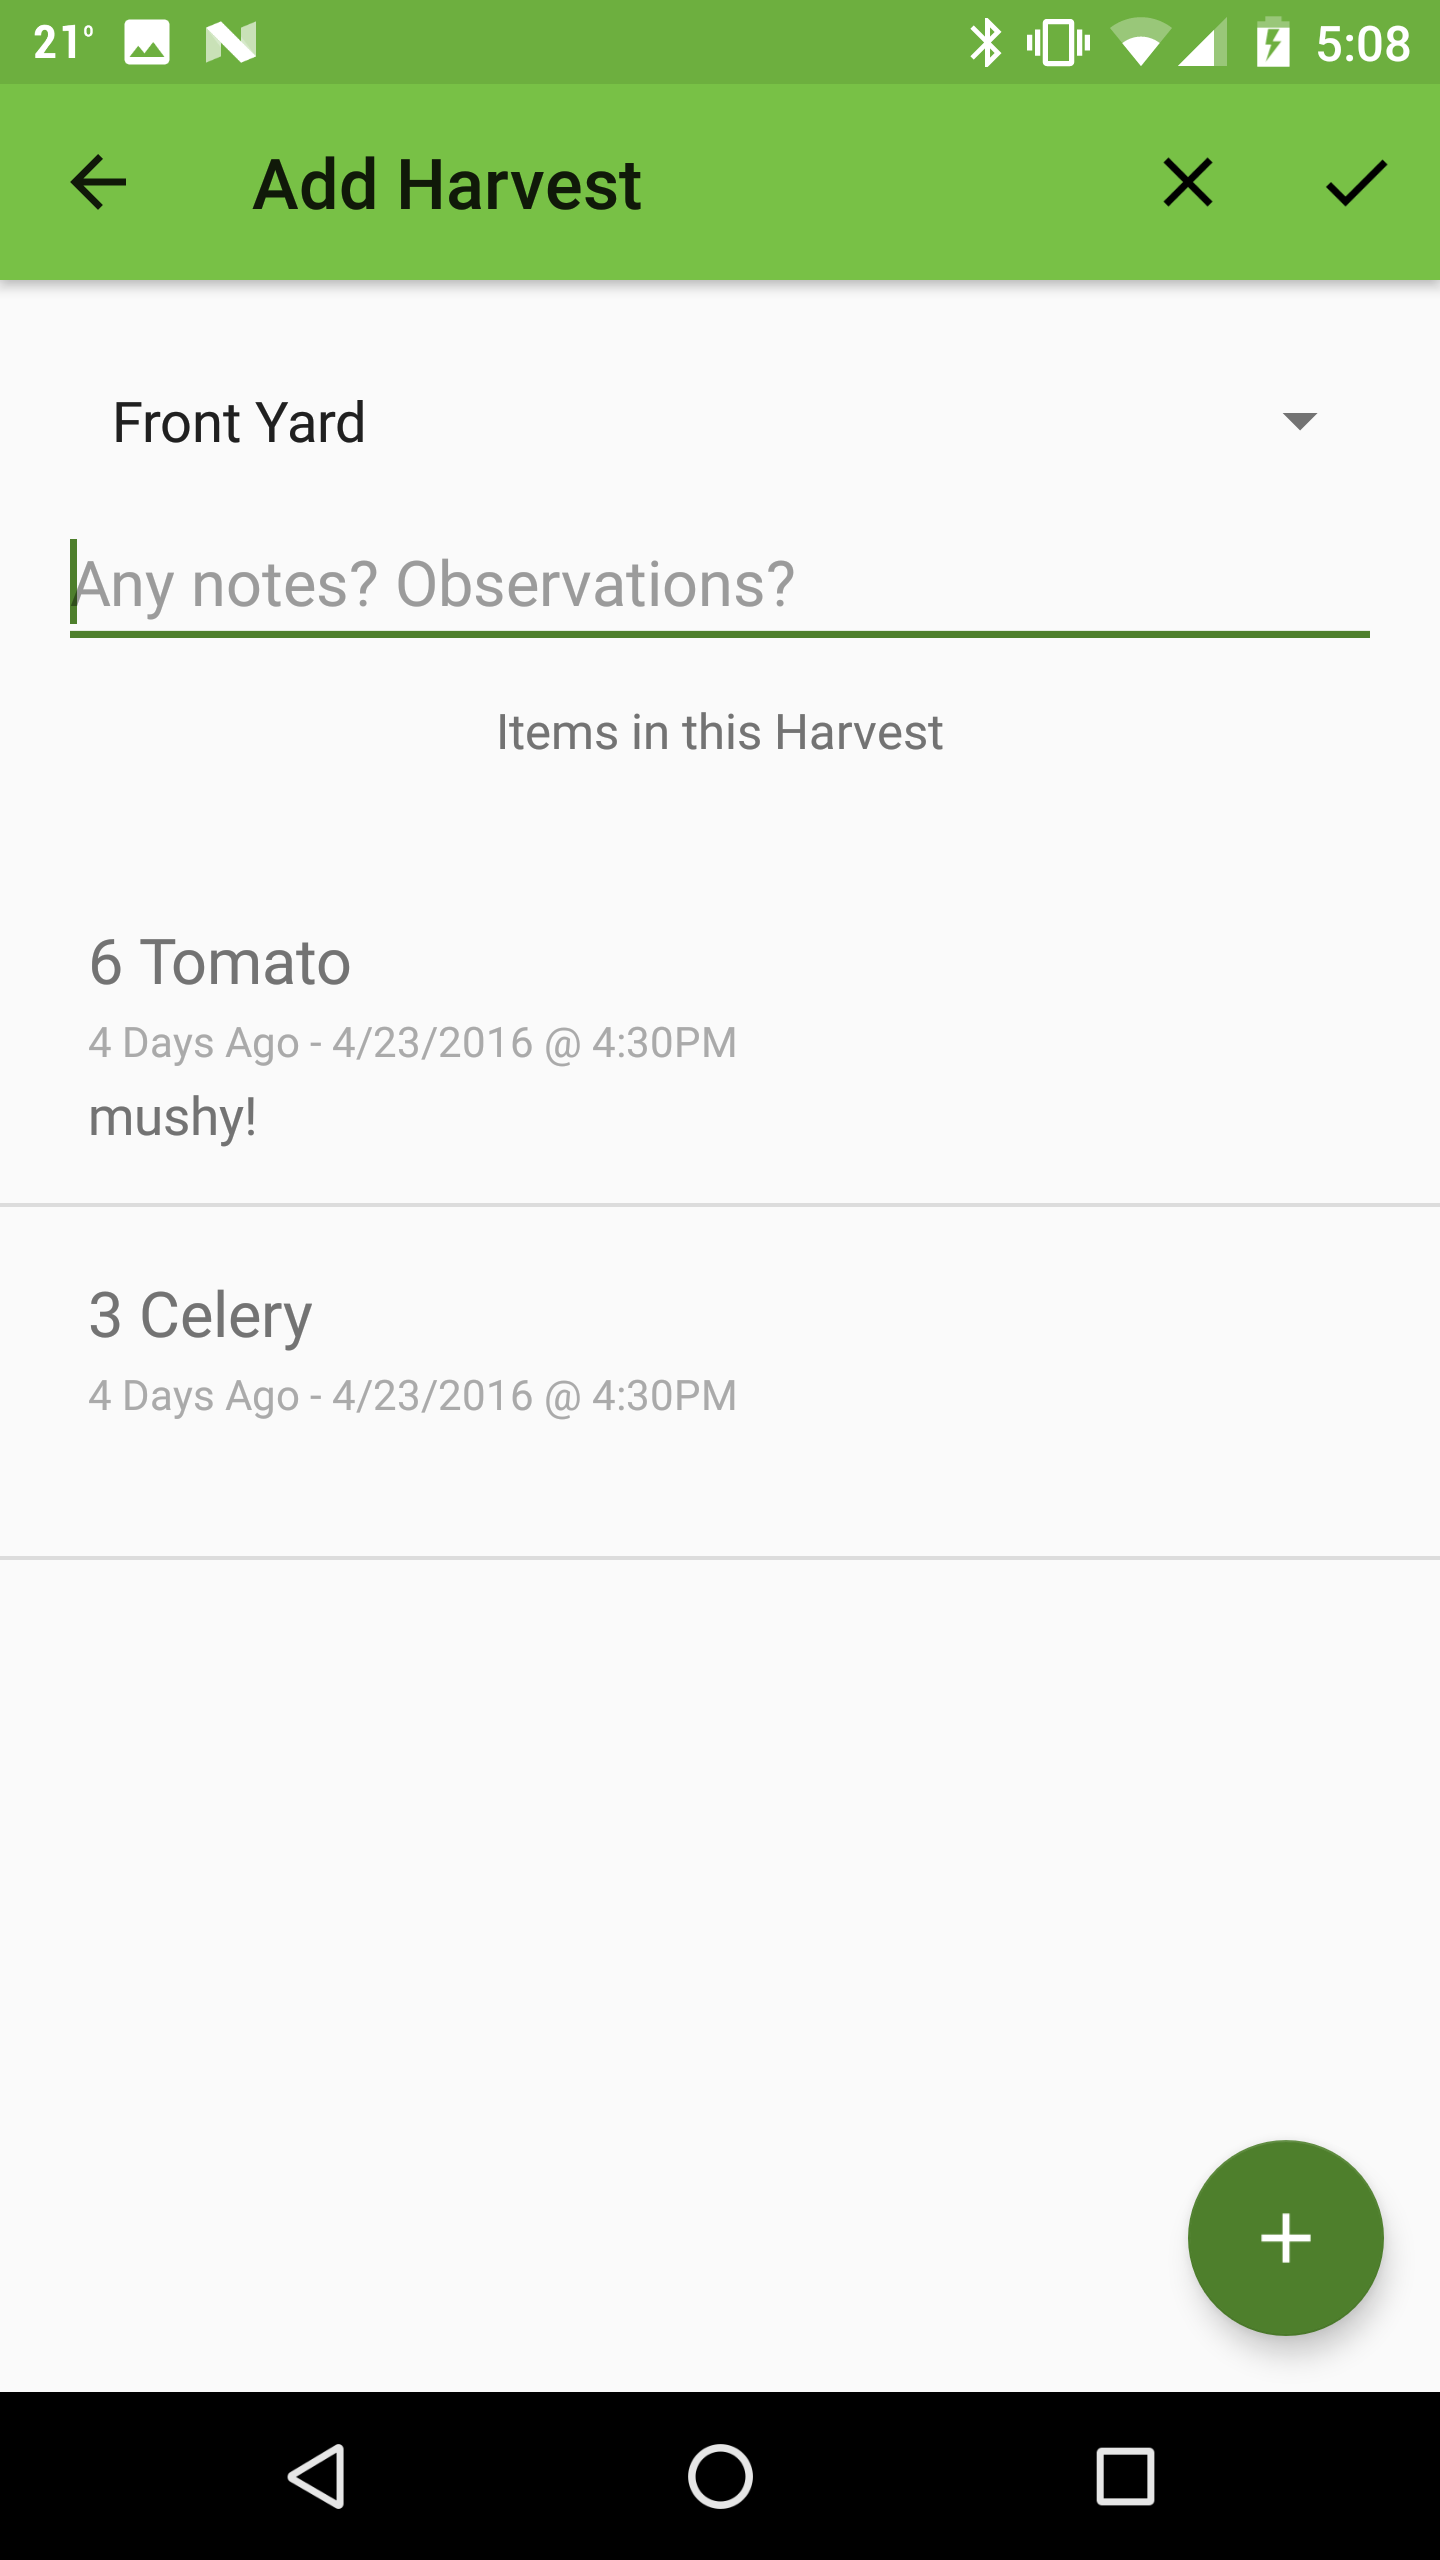 21°
5:08
Add Harvest
Front Yard
Any notes? Observations?
Items in this Harvest
6 Tomato
4 Days Ago - 4/23/2016 @ 4:30PM
mushy!
3 Celery
4 Days Ago - 4/23/2016 @ 4:30PM